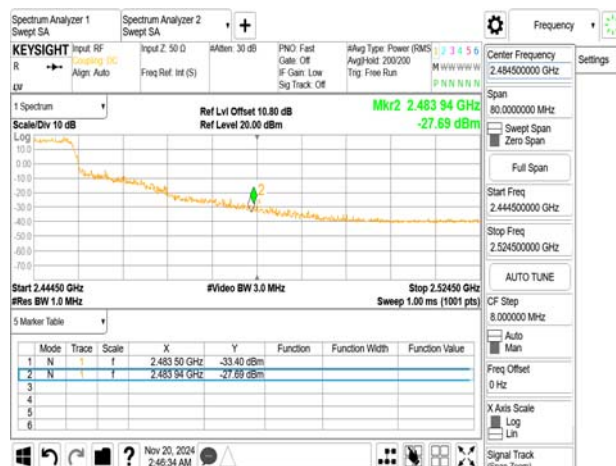 Spectrum Analyzer 1
Swept SA
Spectrum Analyzer 2
Swept SA
+
Frequency
KEYSIGHT
R
Input: RF
Coupling: DC
Align: Auto
Input Z: 50 Ω
Freq Ref: Int (S)
#Atten: 30 dB
PNO: Fast
Gate: Off
IF Gain: Low
Sig Track: Off
#Avg Type: Power (RMS
Avg|Hold: 200/200
Trig: Free Run
1 2 3 4 5 6
M W W W W W
P N N N N N
1 Spectrum
Scale/Div 10 dB
Ref Lvl Offset 10.80 dB
Ref Level 20.00 dBm
Mkr2 2.483 94 GHz
-27.69 dBm
Log
10.0
0.00
-10.0
-20.0
-30.0
-40.0
-50.0
-60.0
-70.0
2
Start 2.44450 GHz
#Res BW 1.0 MHz
#Video BW 3.0 MHz
Stop 2.52450 GHz
Sweep 1.00 ms (1001 pts)
5 Marker Table
Mode Trace Scale X Y Function Function Width Function Value
1 N 1 f 2.483 50 GHz -33.40 dBm
2 N 1 f 2.483 94 GHz -27.69 dBm
3
4
5
6
Nov 20, 2024
2:46:34 AM
Center Frequency
2.484500000 GHz
Settings
Span
80.0000000 MHz
Swept Span
Zero Span
Full Span
Start Freq
2.444500000 GHz
Stop Freq
2.524500000 GHz
AUTO TUNE
CF Step
8.000000 MHz
Auto
Man
Freq Offset
0 Hz
X Axis Scale
Log
Lin
Signal Track
(Span Zoom)